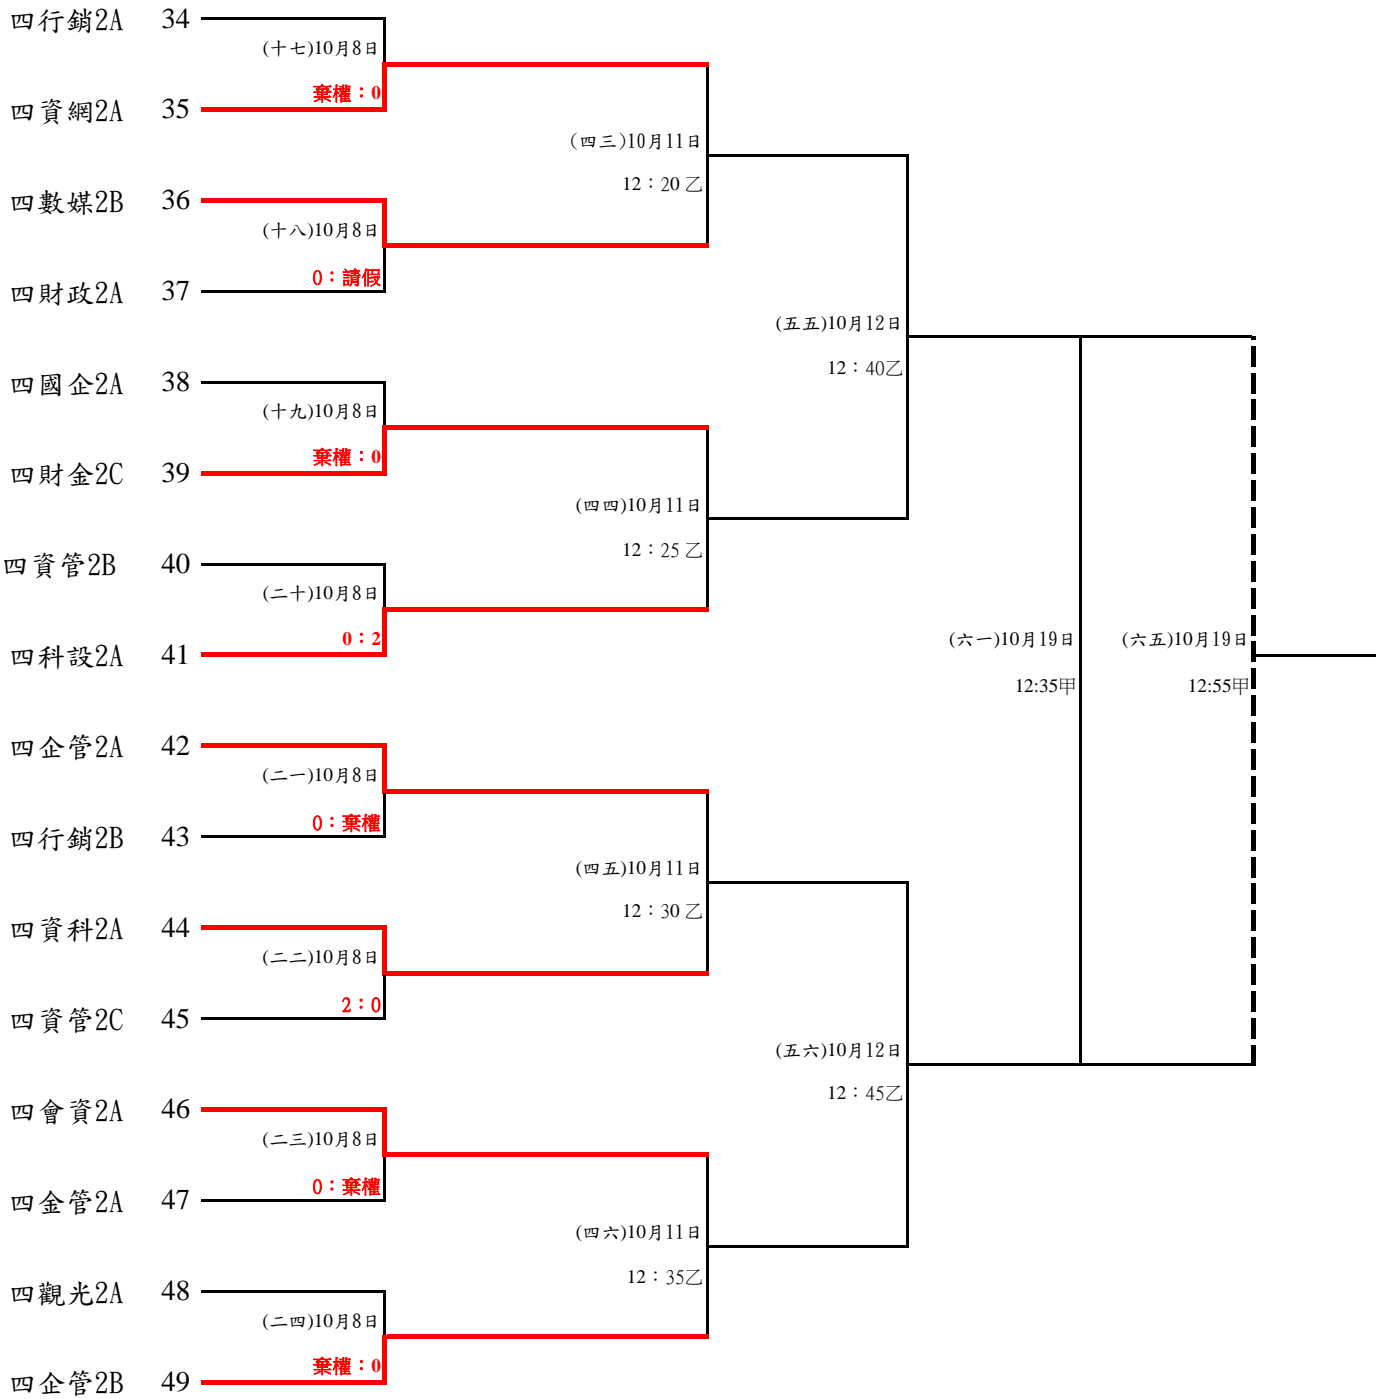 四行銷2A 34
(十七)10月8日
棄權：0
四資網2A 35
(四三)10月11日
12：20 乙
四數媒2B 36
(十八)10月8日
0：請假
四財政2A 37
(五五)10月12日
12：40乙
四國企2A 38
(十九)10月8日
棄權：0
四財金2C 39
(四四)10月11日
12：25 乙
四資管2B 40
(二十)10月8日
0：2
四科設2A 41
(六一)10月19日
12:35甲
(六五)10月19日
12:55甲
四企管2A 42
(二一)10月8日
0：棄權
四行銷2B 43
(四五)10月11日
12：30 乙
四資科2A 44
(二二)10月8日
2：0
四資管2C 45
(五六)10月12日
12：45乙
四會資2A 46
(二三)10月8日
0：棄權
四金管2A 47
(四六)10月11日
12：35乙
四觀光2A 48
(二四)10月8日
棄權：0
四企管2B 49